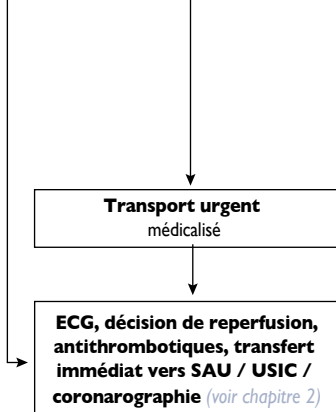 Transport urgent
médicalisé
ECG, décision de reperfusion,
antithrombotiques, transfert
immédiat vers SAU / USIC /
coronarographie (voir chapitre 2)